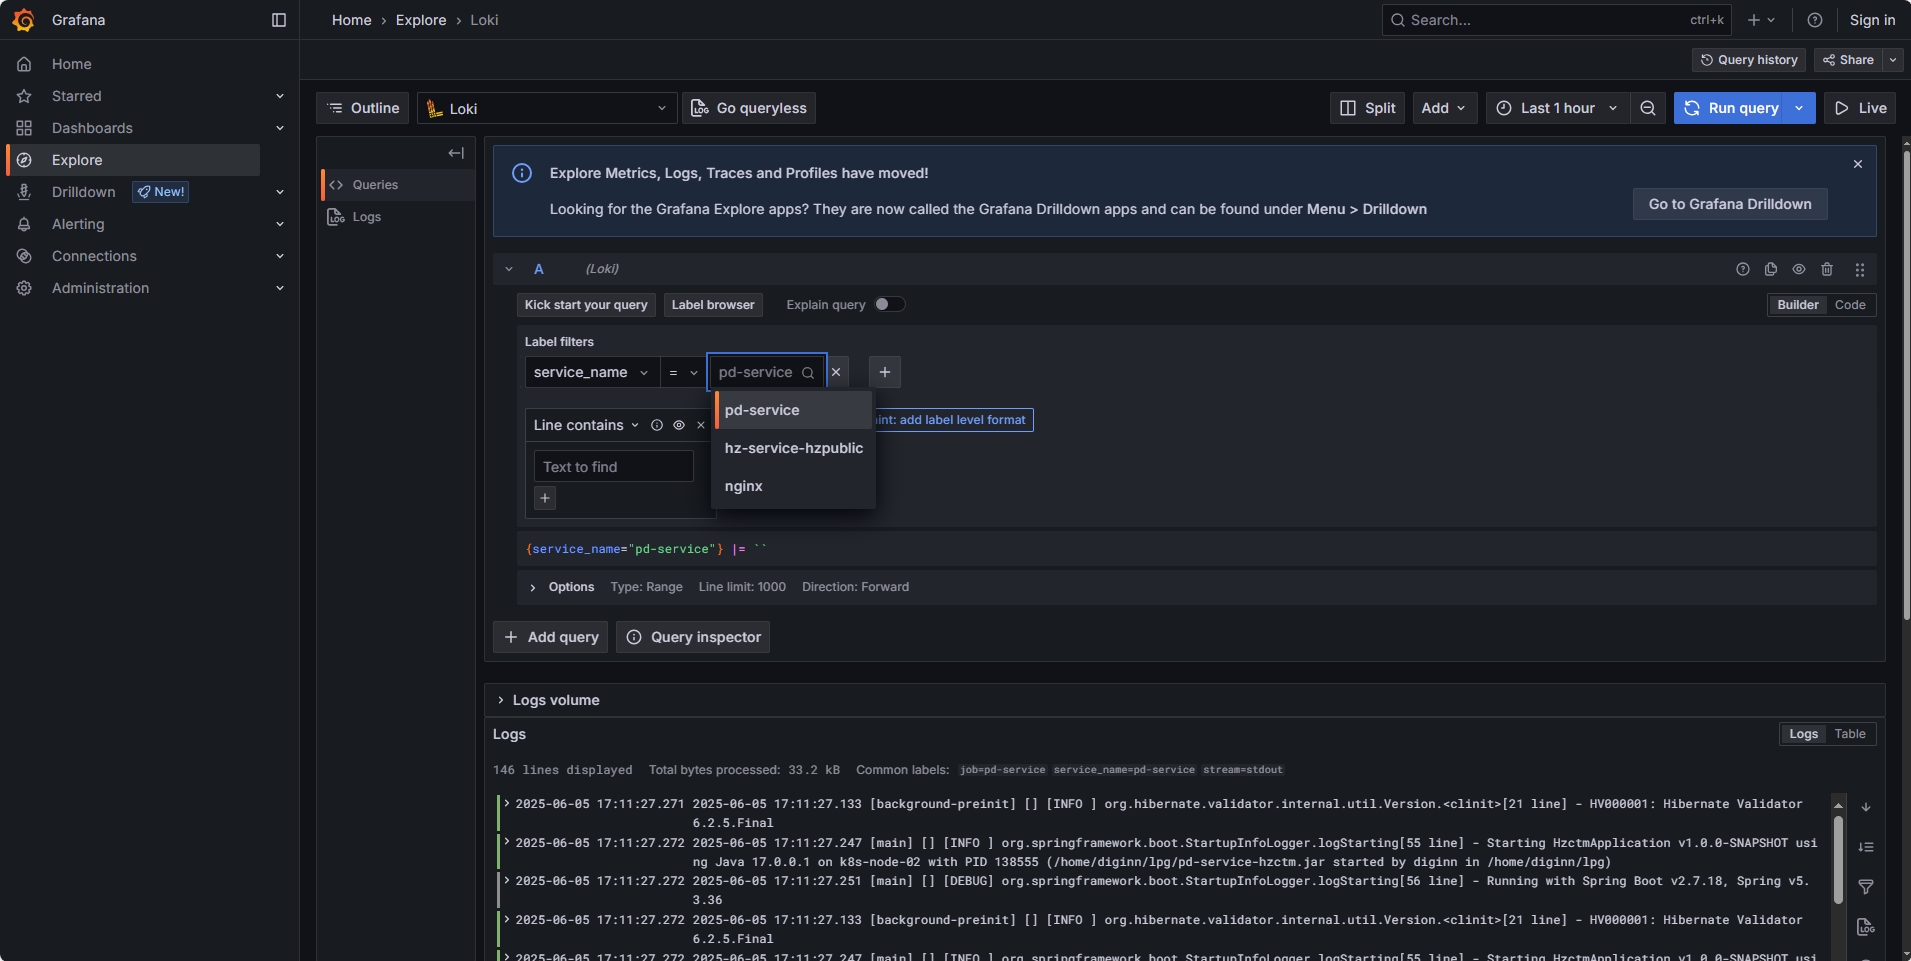 Grafana
Home › Explore › Loki
Search...
ctrl+k
Sign in
Home
Starred
Dashboards
Explore
Drilldown
New!
Alerting
Connections
Administration
Query history
Share
Outline
Loki
Go queryless
Split
Add
Last 1 hour
Run query
Live
Queries
Logs
Explore Metrics, Logs, Traces and Profiles have moved!
Looking for the Grafana Explore apps? They are now called the Grafana Drilldown apps and can be found under Menu > Drilldown
Go to Grafana Drilldown
A (Loki)
Kick start your query
Label browser
Explain query
Builder
Code
Label filters
service_name
=
pd-service
pd-service
hz-service-hzpublic
nginx
Line contains
int: add label level format
Text to find
{service_name="pd-service"} |= ``
Options Type: Range Line limit: 1000 Direction: Forward
Add query
Query inspector
Logs volume
Logs
Logs
Table
146 lines displayed Total bytes processed: 33.2 kB Common labels: job=pd-service service_name=pd-service stream=stdout
2025-06-05 17:11:27.271 2025-06-05 17:11:27.133 [background-preinit] [] [INFO ] org.hibernate.validator.internal.util.Version.<clinit>[21 line] - HV000001: Hibernate Validator
6.2.5.Final
2025-06-05 17:11:27.272 2025-06-05 17:11:27.247 [main] [] [INFO ] org.springframework.boot.StartupInfoLogger.logStarting[55 line] - Starting HzctmApplication v1.0.0-SNAPSHOT usi
ng Java 17.0.0.1 on k8s-node-02 with PID 138555 (/home/diginn/lpg/pd-service-hzctm.jar started by diginn in /home/diginn/lpg)
2025-06-05 17:11:27.272 2025-06-05 17:11:27.251 [main] [] [DEBUG] org.springframework.boot.StartupInfoLogger.logStarting[56 line] - Running with Spring Boot v2.7.18, Spring v5.
3.36
2025-06-05 17:11:27.272 2025-06-05 17:11:27.133 [background-preinit] [] [INFO ] org.hibernate.validator.internal.util.Version.<clinit>[21 line] - HV000001: Hibernate Validator
6.2.5.Final
2025-06-05 17:11:27.272 2025-06-05 17:11:27.247 [main] [] [INFO ] org.springframework.boot.StartupInfoLogger.logStarting[55 line] - Starting HzctmApplication v1.0.0-SNAPSHOT usi